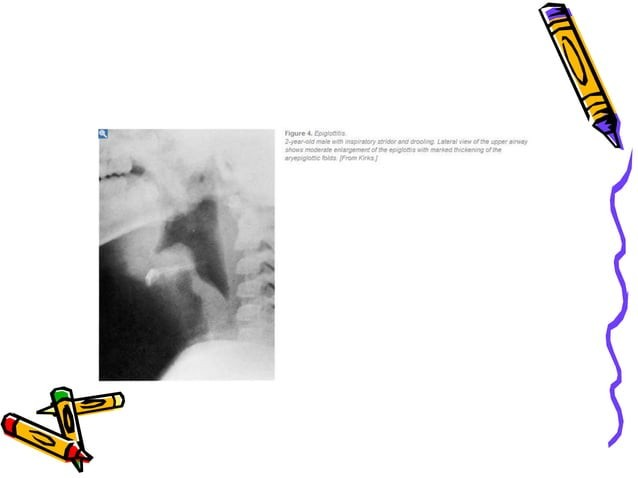 Figure 4. Epiglottitis.
2-year-old male with inspiratory stridor and drooling. Lateral view of the upper airway
shows moderate enlargement of the epiglottis with marked thickening of the
aryepiglottic folds. [From Kirks.]